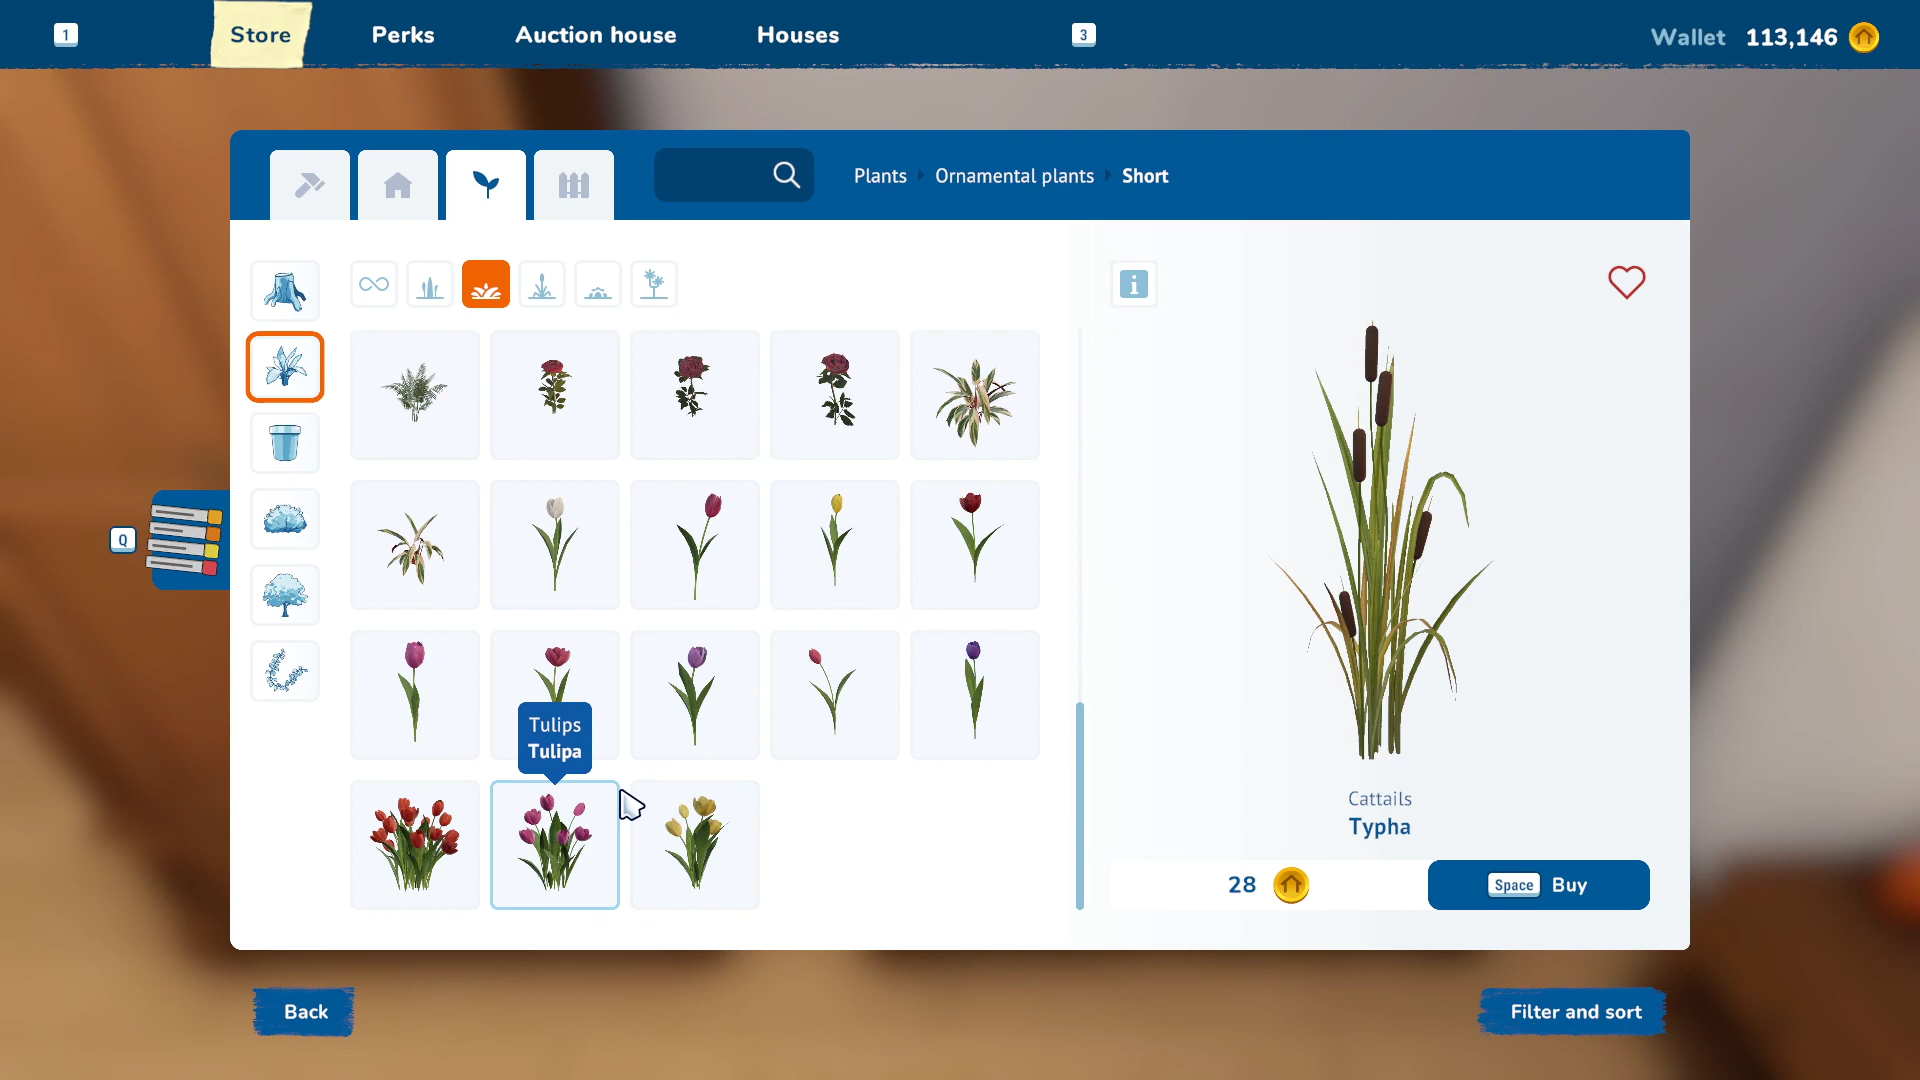 1
Store
Perks
Auction house
Houses
3
Wallet 113,146
Plants
Ornamental plants
Short
i
Q
Tulips
Tulipa
Cattails
Typha
28
Space Buy
Back
Filter and sort